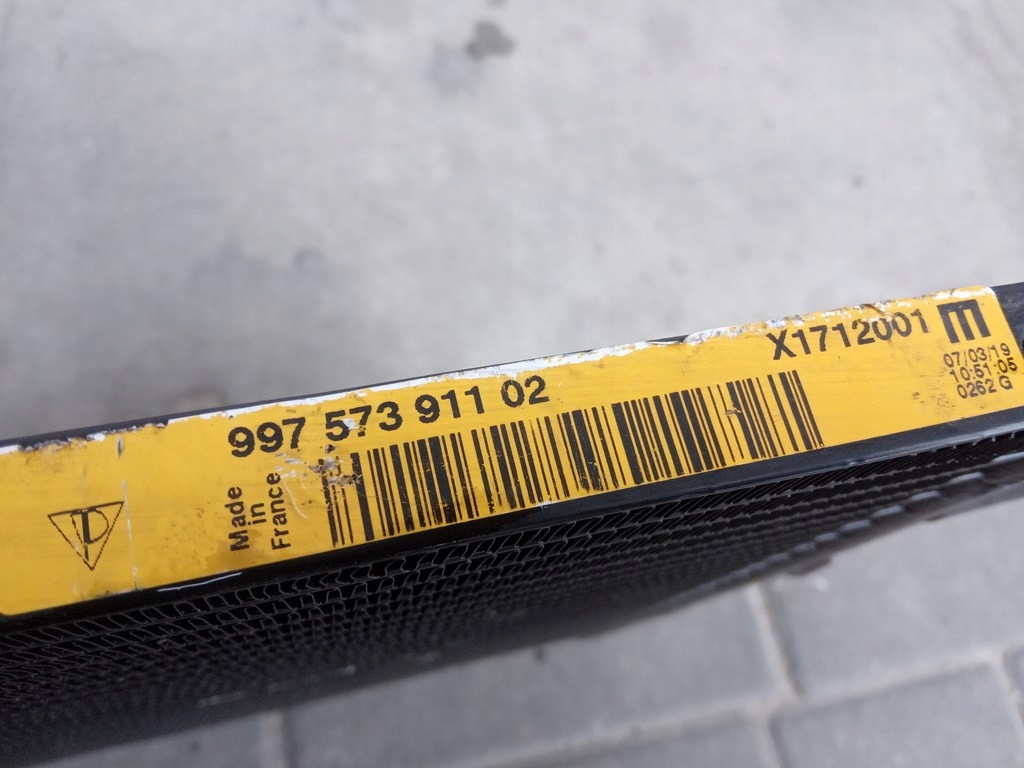 997 573 911 02
Made
in
France
X1712001
07/03/19
10:51:05
0262 G